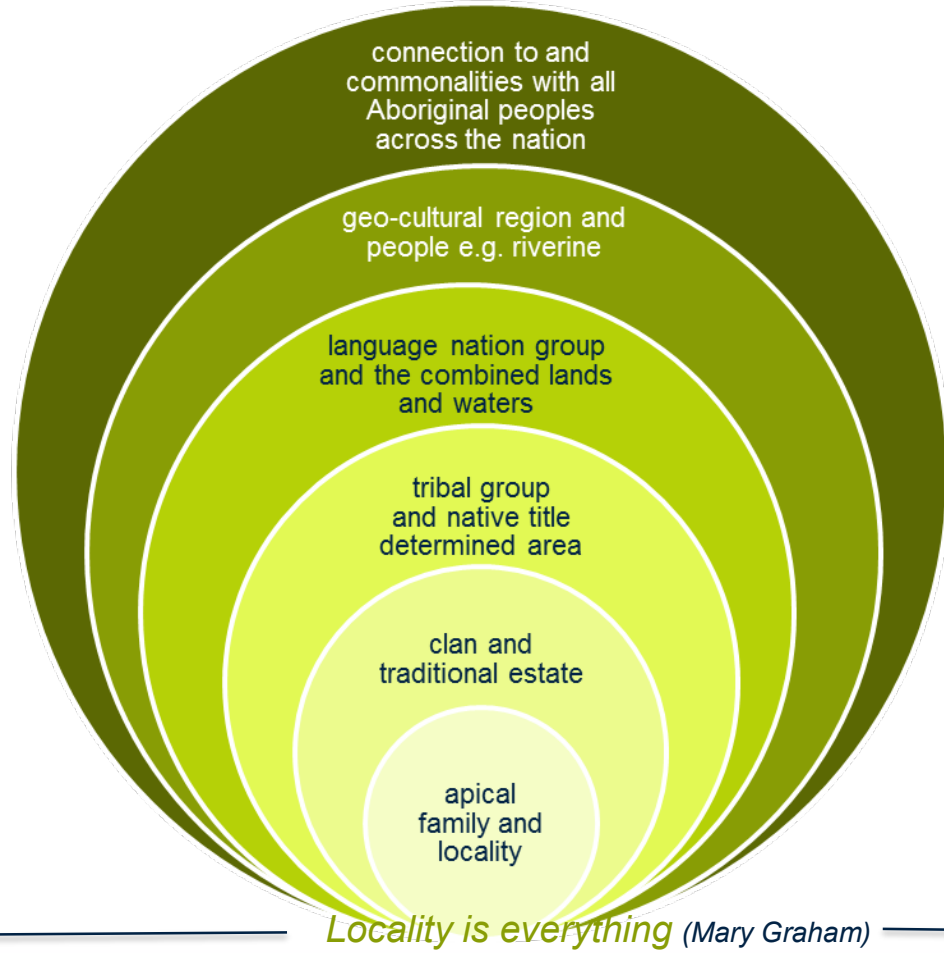 connection to and
commonalities with all
Aboriginal peoples
across the nation
geo-cultural region and
people e.g. riverine
language nation group
and the combined lands
and waters
tribal group
and native title
determined area
clan and
traditional estate
apical
family and
locality
Locality is everything (Mary Graham)